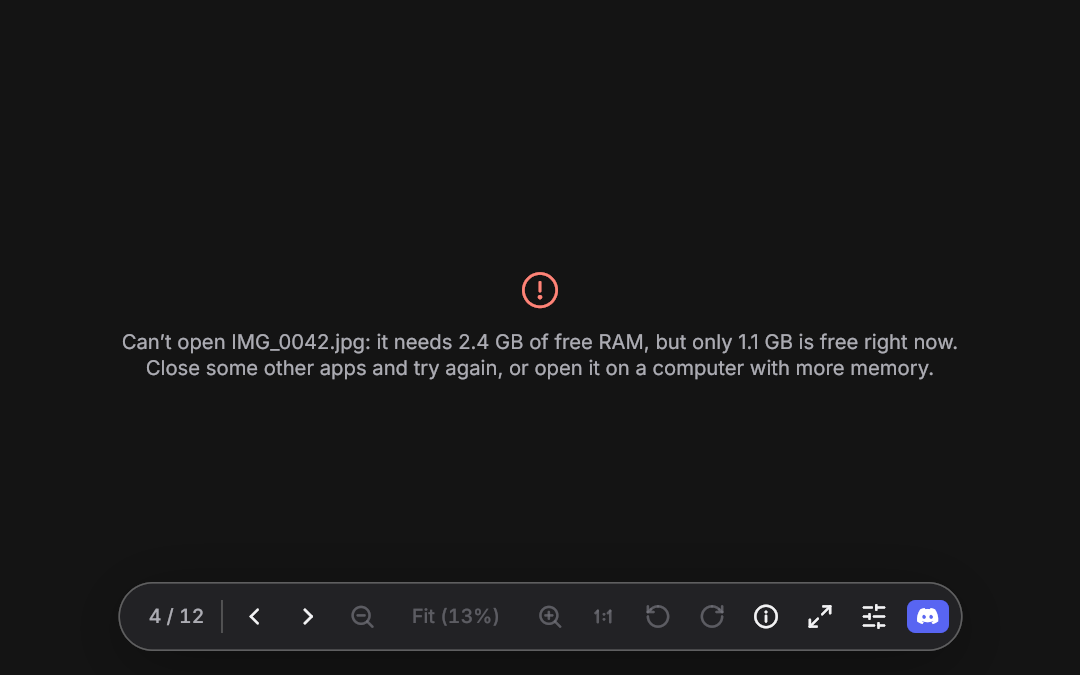 Can’t open IMG_0042.jpg: it needs 2.4 GB of free RAM, but only 1.1 GB is free right now.
Close some other apps and try again, or open it on a computer with more memory.
4 / 12 Fit (13%) 1:1